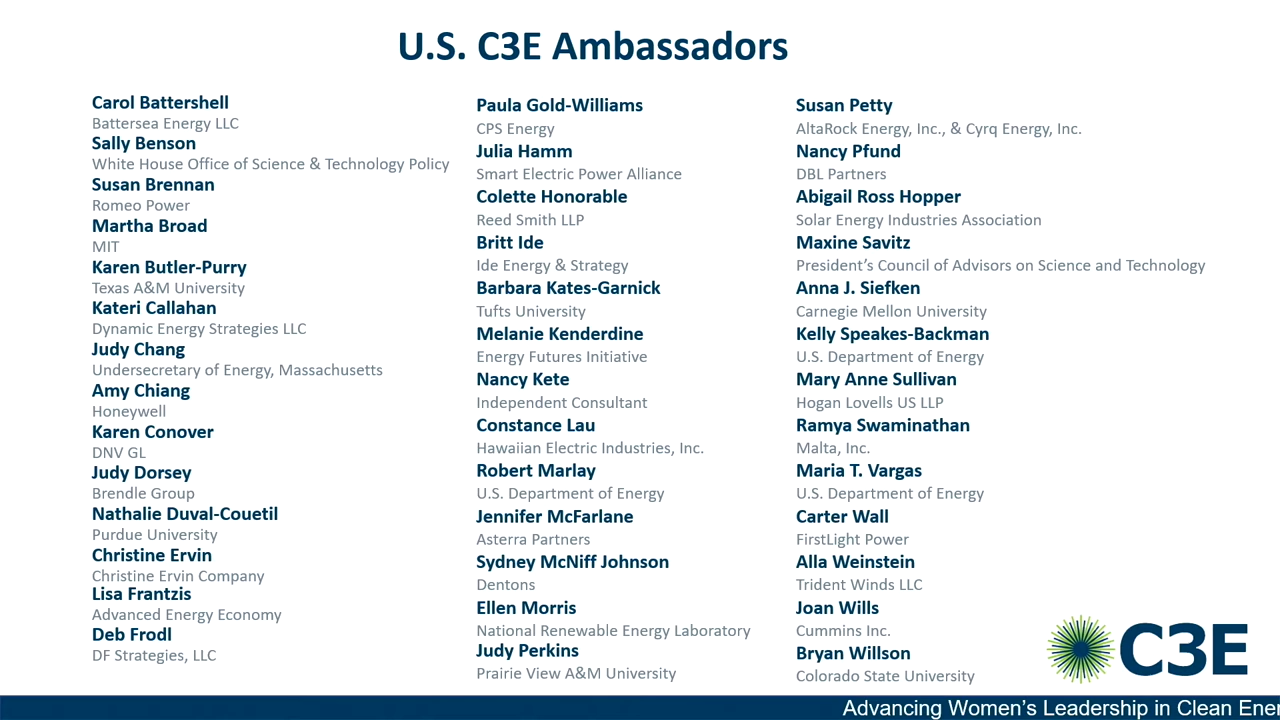 U.S. C3E Ambassadors
Carol Battershell
Battersea Energy LLC
Sally Benson
White House Office of Science & Technology Policy
Susan Brennan
Romeo Power
Martha Broad
MIT
Karen Butler-Purry
Texas A&M University
Kateri Callahan
Dynamic Energy Strategies LLC
Judy Chang
Undersecretary of Energy, Massachusetts
Amy Chiang
Honeywell
Karen Conover
DNV GL
Judy Dorsey
Brendle Group
Nathalie Duval-Couetil
Purdue University
Christine Ervin
Christine Ervin Company
Lisa Frantzis
Advanced Energy Economy
Deb Frodl
DF Strategies, LLC
Paula Gold-Williams
CPS Energy
Julia Hamm
Smart Electric Power Alliance
Colette Honorable
Reed Smith LLP
Britt Ide
Ide Energy & Strategy
Barbara Kates-Garnick
Tufts University
Melanie Kenderdine
Energy Futures Initiative
Nancy Kete
Independent Consultant
Constance Lau
Hawaiian Electric Industries, Inc.
Robert Marlay
U.S. Department of Energy
Jennifer McFarlane
Asterra Partners
Sydney McNiff Johnson
Dentons
Ellen Morris
National Renewable Energy Laboratory
Judy Perkins
Prairie View A&M University
Susan Petty
AltaRock Energy, Inc., & Cyrq Energy, Inc.
Nancy Pfund
DBL Partners
Abigail Ross Hopper
Solar Energy Industries Association
Maxine Savitz
President’s Council of Advisors on Science and Technology
Anna J. Siefken
Carnegie Mellon University
Kelly Speakes-Backman
U.S. Department of Energy
Mary Anne Sullivan
Hogan Lovells US LLP
Ramya Swaminathan
Malta, Inc.
Maria T. Vargas
U.S. Department of Energy
Carter Wall
FirstLight Power
Alla Weinstein
Trident Winds LLC
Joan Wills
Cummins Inc.
Bryan Willson
Colorado State University
C3E
Advancing Women’s Leadership in Clean Ener